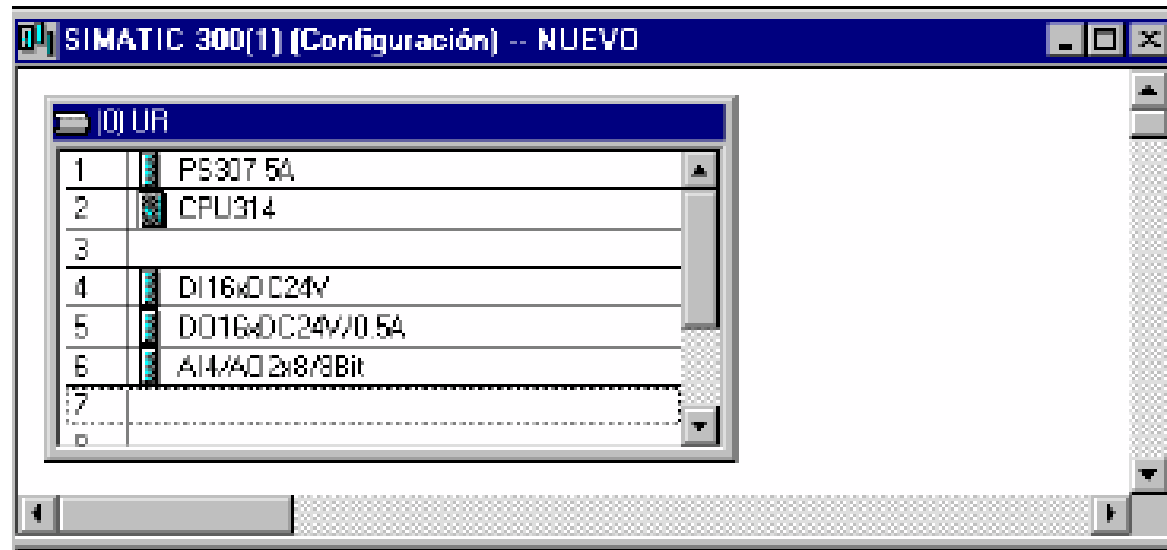 SIMATIC 300(1) (Configuración) -- NUEVO
(0) UR
1 PS307 5A
2 CPU314
3
4 DI16xDC24V
5 DO16xDC24V/0.5A
6 AI4/AO2x8/8Bit
7